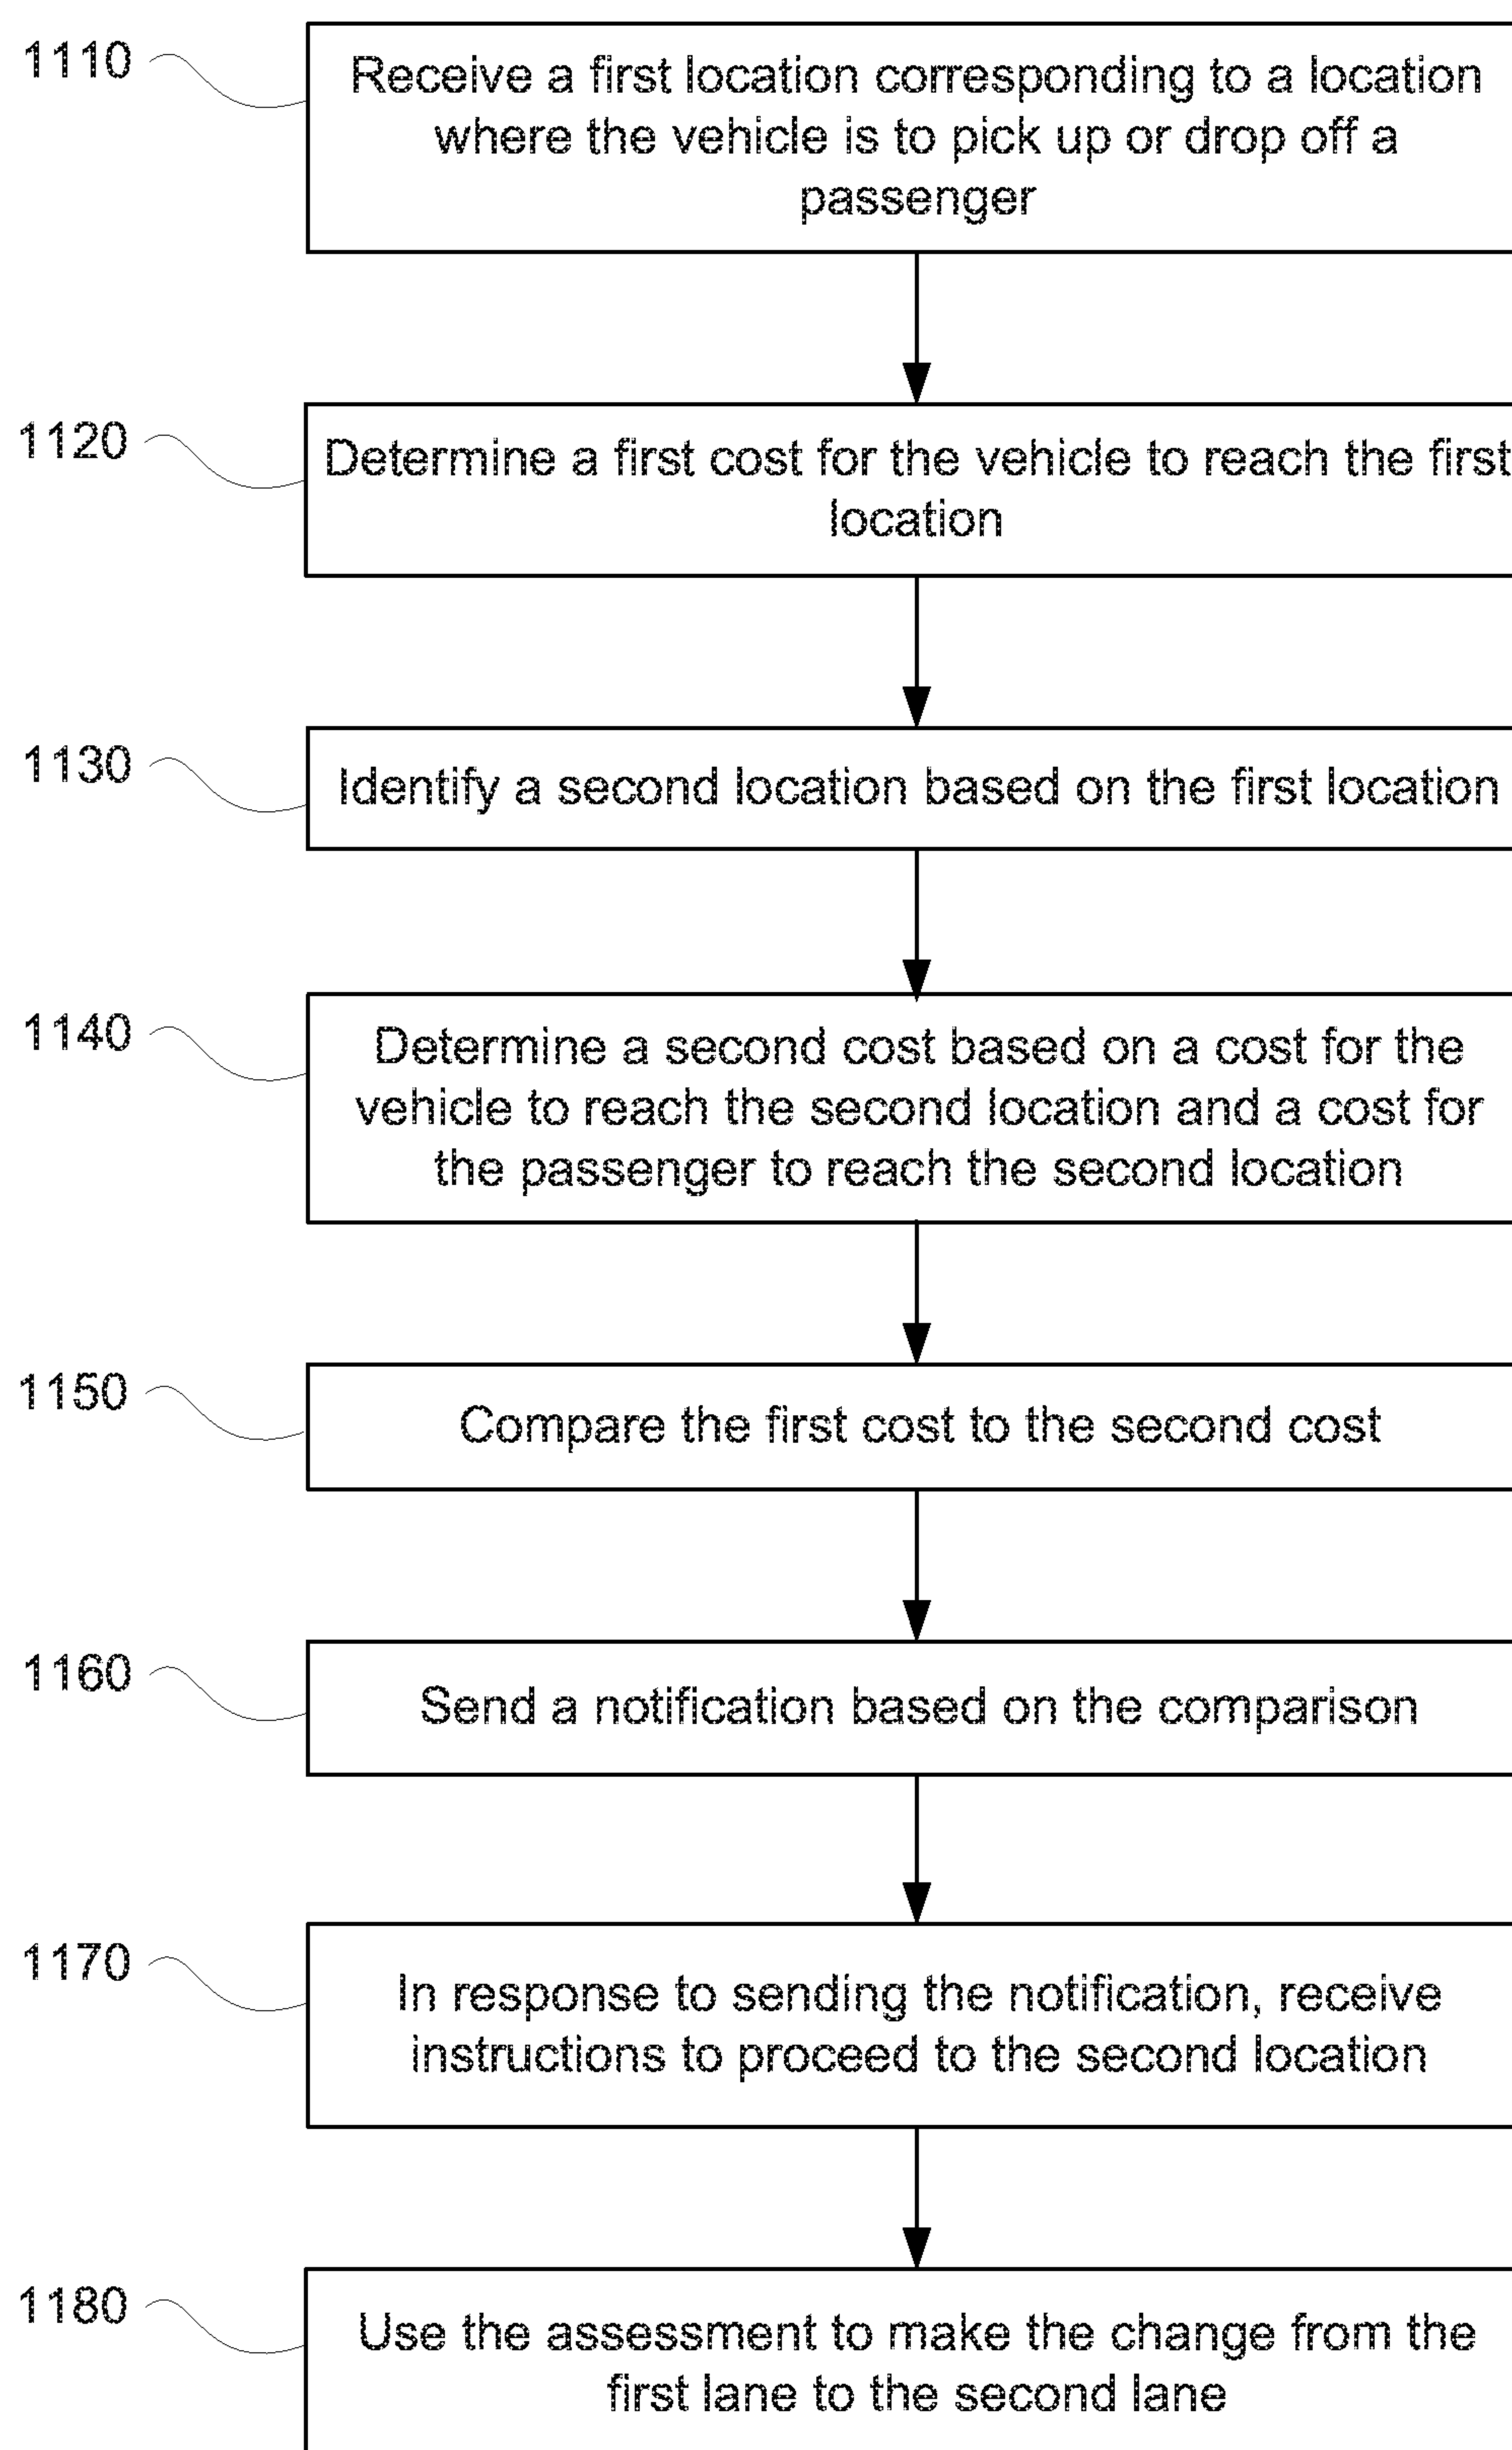 1110
Receive a first location corresponding to a location
where the vehicle is to pick up or drop off a
passenger
1120
Determine a first cost for the vehicle to reach the first
location
1130
Identify a second location based on the first location
1140
Determine a second cost based on a cost for the
vehicle to reach the second location and a cost for
the passenger to reach the second location
1150
Compare the first cost to the second cost
1160
Send a notification based on the comparison
1170
In response to sending the notification, receive
instructions to proceed to the second location
1180
Use the assessment to make the change from the
first lane to the second lane